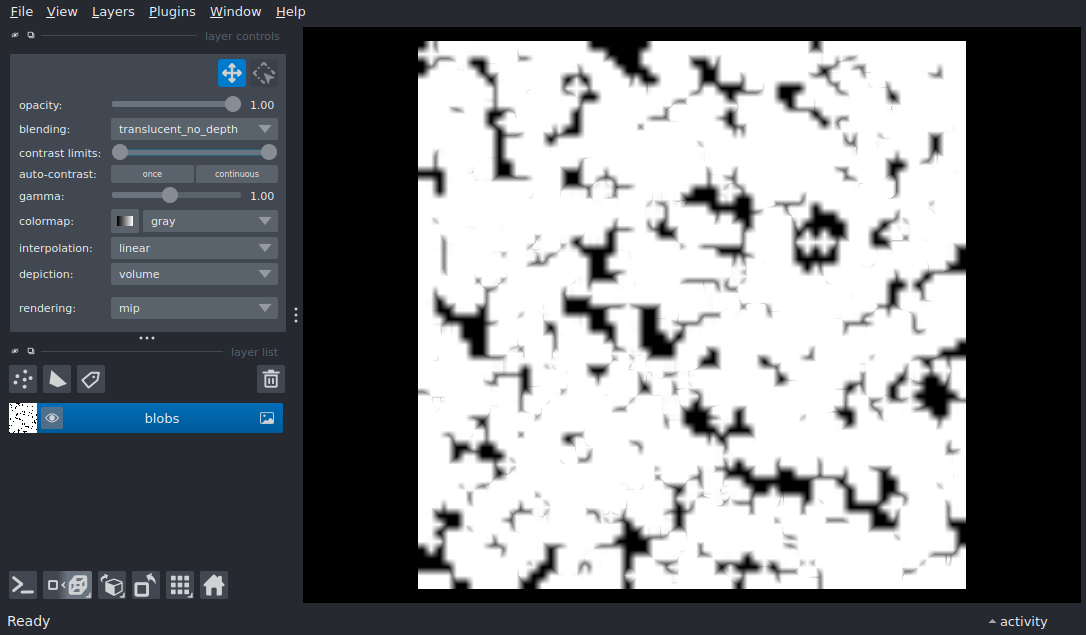 File View Layers Plugins Window Help
layer controls
opacity: 1.00
blending: translucent_no_depth
contrast limits:
auto-contrast: once continuous
gamma: 1.00
colormap: gray
interpolation: linear
depiction: volume
rendering: mip
layer list
blobs
Ready activity